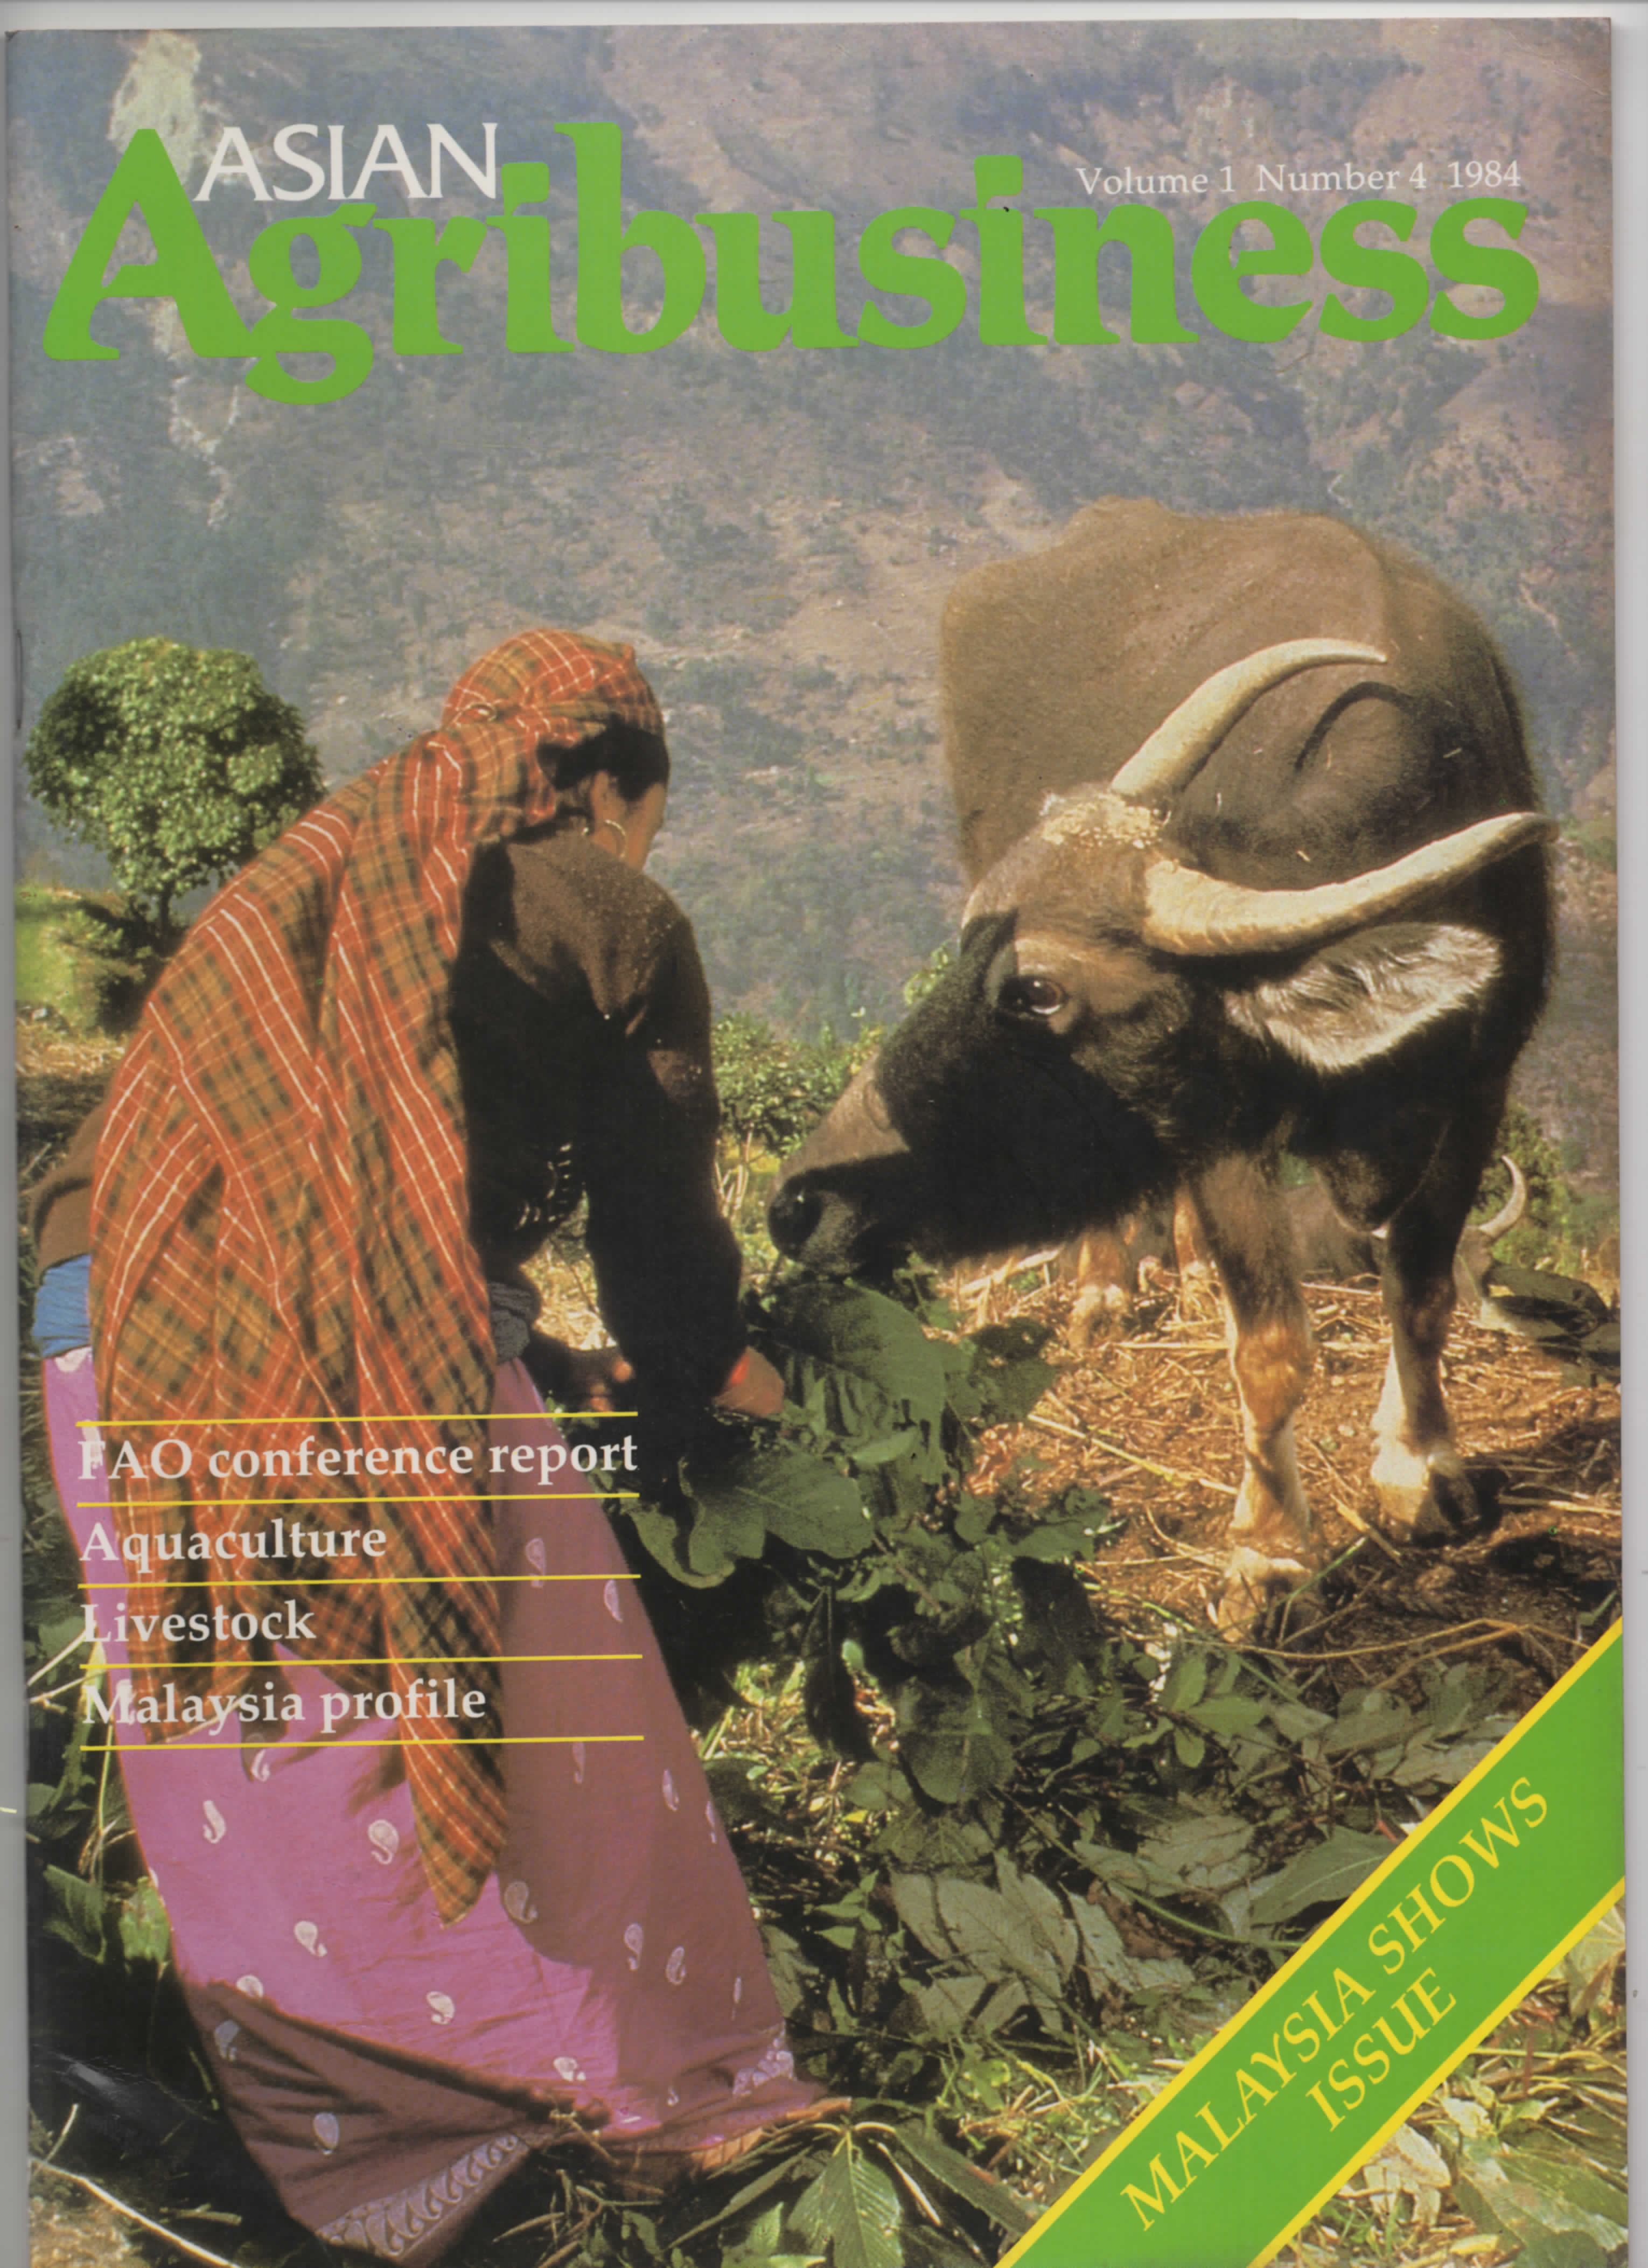 ASIAN
Agribusiness
Volume 1 Number 4 1984
FAO conference report
Aquaculture
Livestock
Malaysia profile
MALAYSIA SHOWS
ISSUE